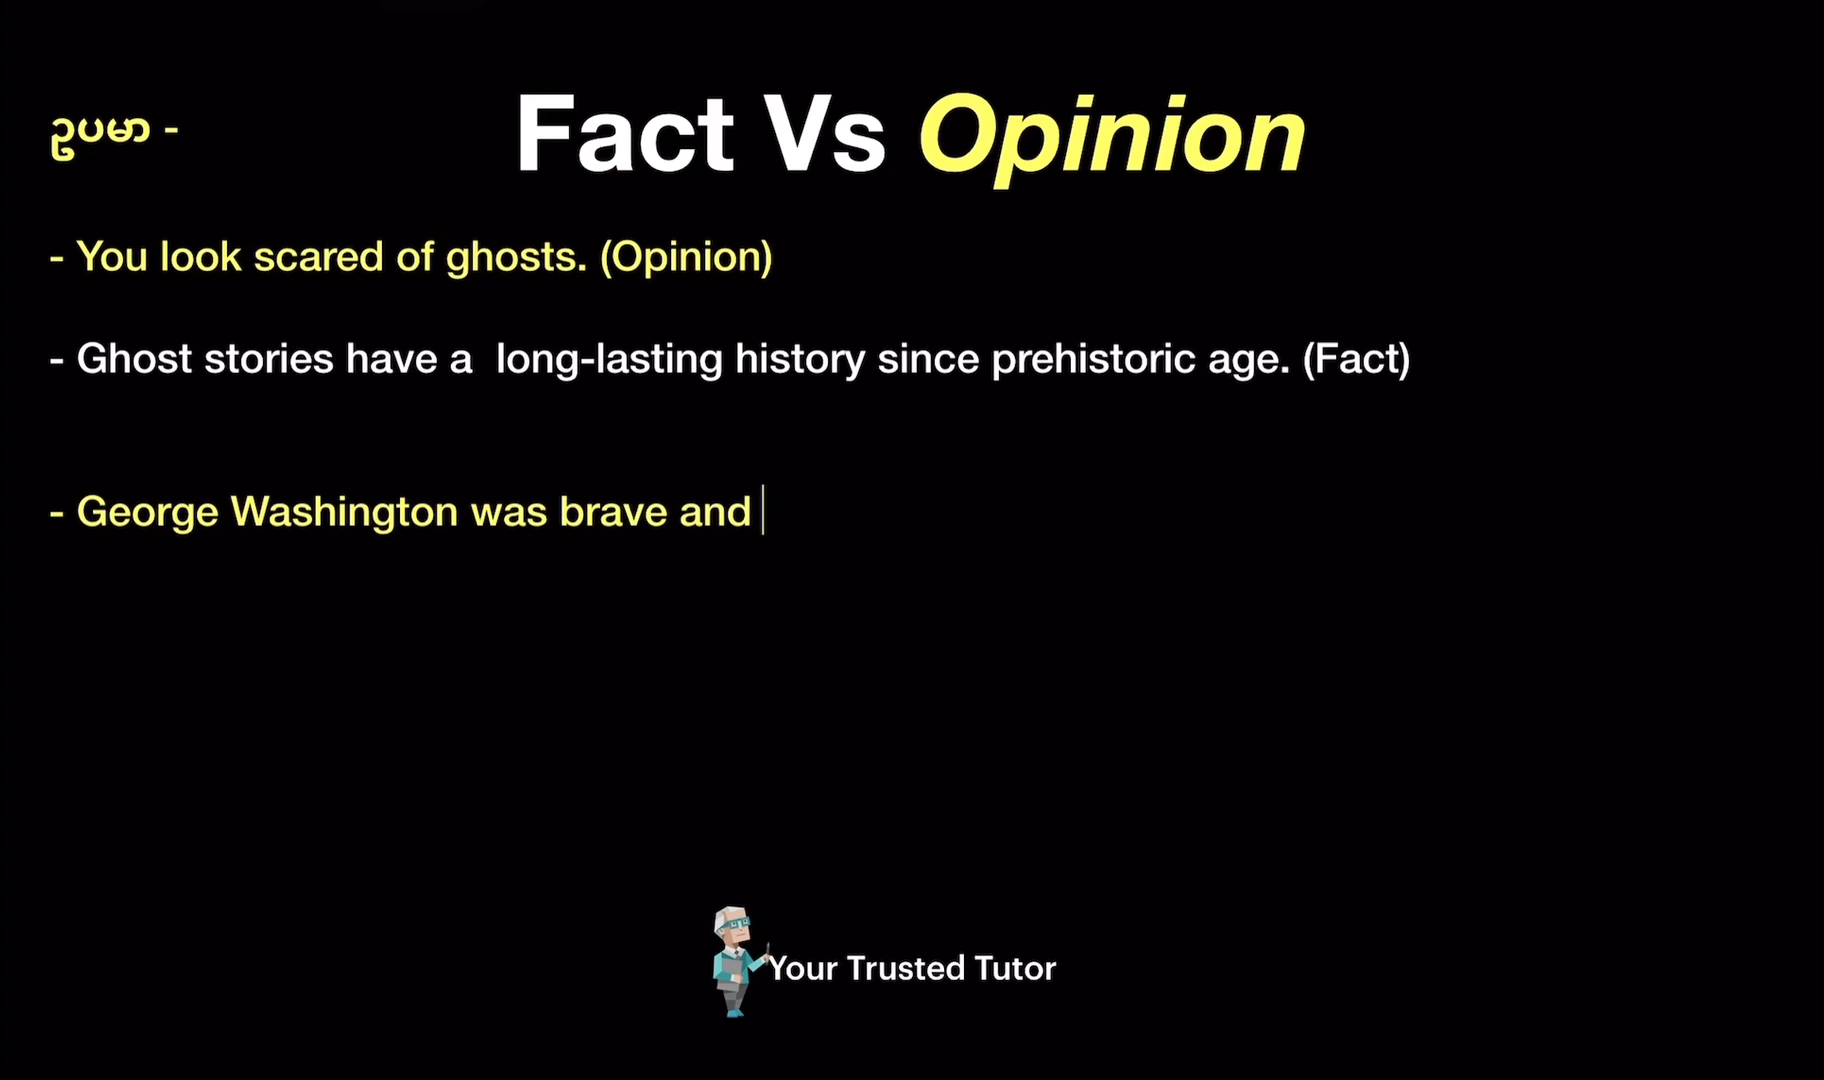 ဥပမာ -
Fact Vs Opinion
- You look scared of ghosts. (Opinion)
- Ghost stories have a  long-lasting history since prehistoric age. (Fact)
- George Washington was brave and
Your Trusted Tutor